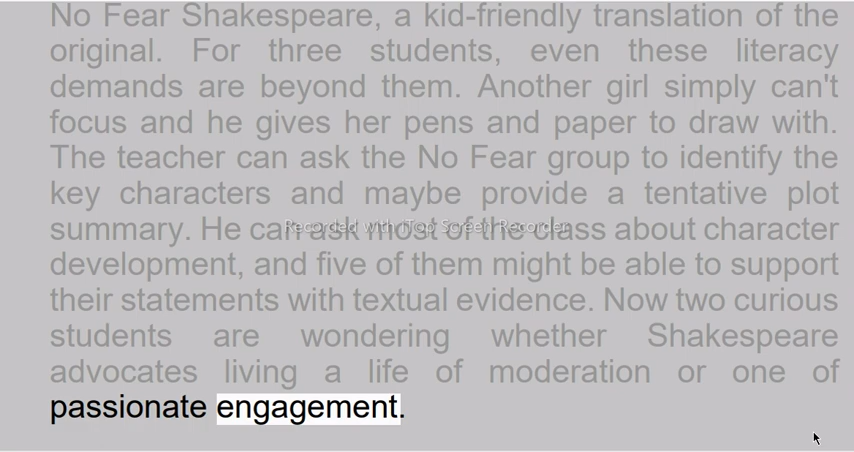 No Fear Shakespeare, a kid-friendly translation of the
original. For three students, even these literacy
demands are beyond them. Another girl simply can't
focus and he gives her pens and paper to draw with.
The teacher can ask the No Fear group to identify the
key characters and maybe provide a tentative plot
summary. He can ask most of the class about character
Recorded with iTop Screen Recorder
development, and five of them might be able to support
their statements with textual evidence. Now two curious
students are wondering whether Shakespeare
advocates living a life of moderation or one of
passionate engagement.